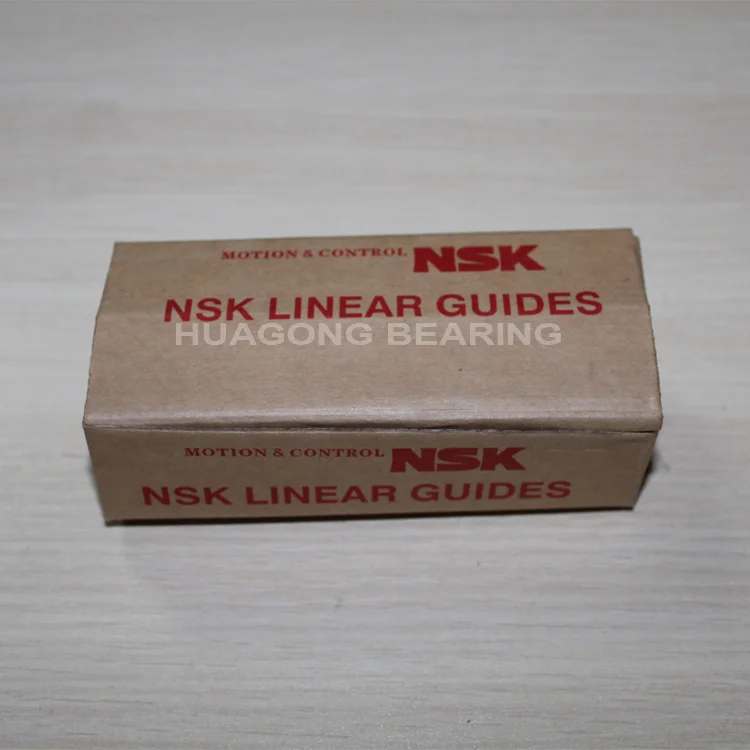 MOTION & CONTROL NSK
NSK LINEAR GUIDES
HUAGONG BEARING
MOTION & CONTROL NSK
NSK LINEAR GUIDES